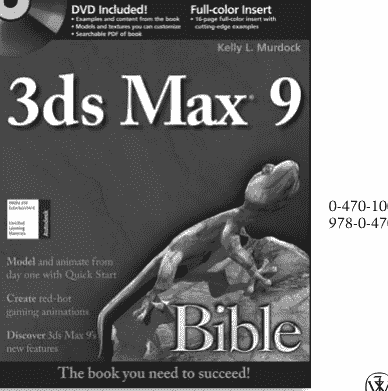 DVD Included!
• Examples and content from the book
• Models and textures you can customize
• Searchable PDF of book
Full-color Insert
• 16-page full-color insert with
cutting-edge examples
Kelly L. Murdock
3ds Max® 9
Autodesk
Model and animate from
day one with Quick Start
Create red-hot
gaming animations
Discover 3ds Max 9's
new features
Bible
The book you need to succeed!
0-470-10
978-0-470